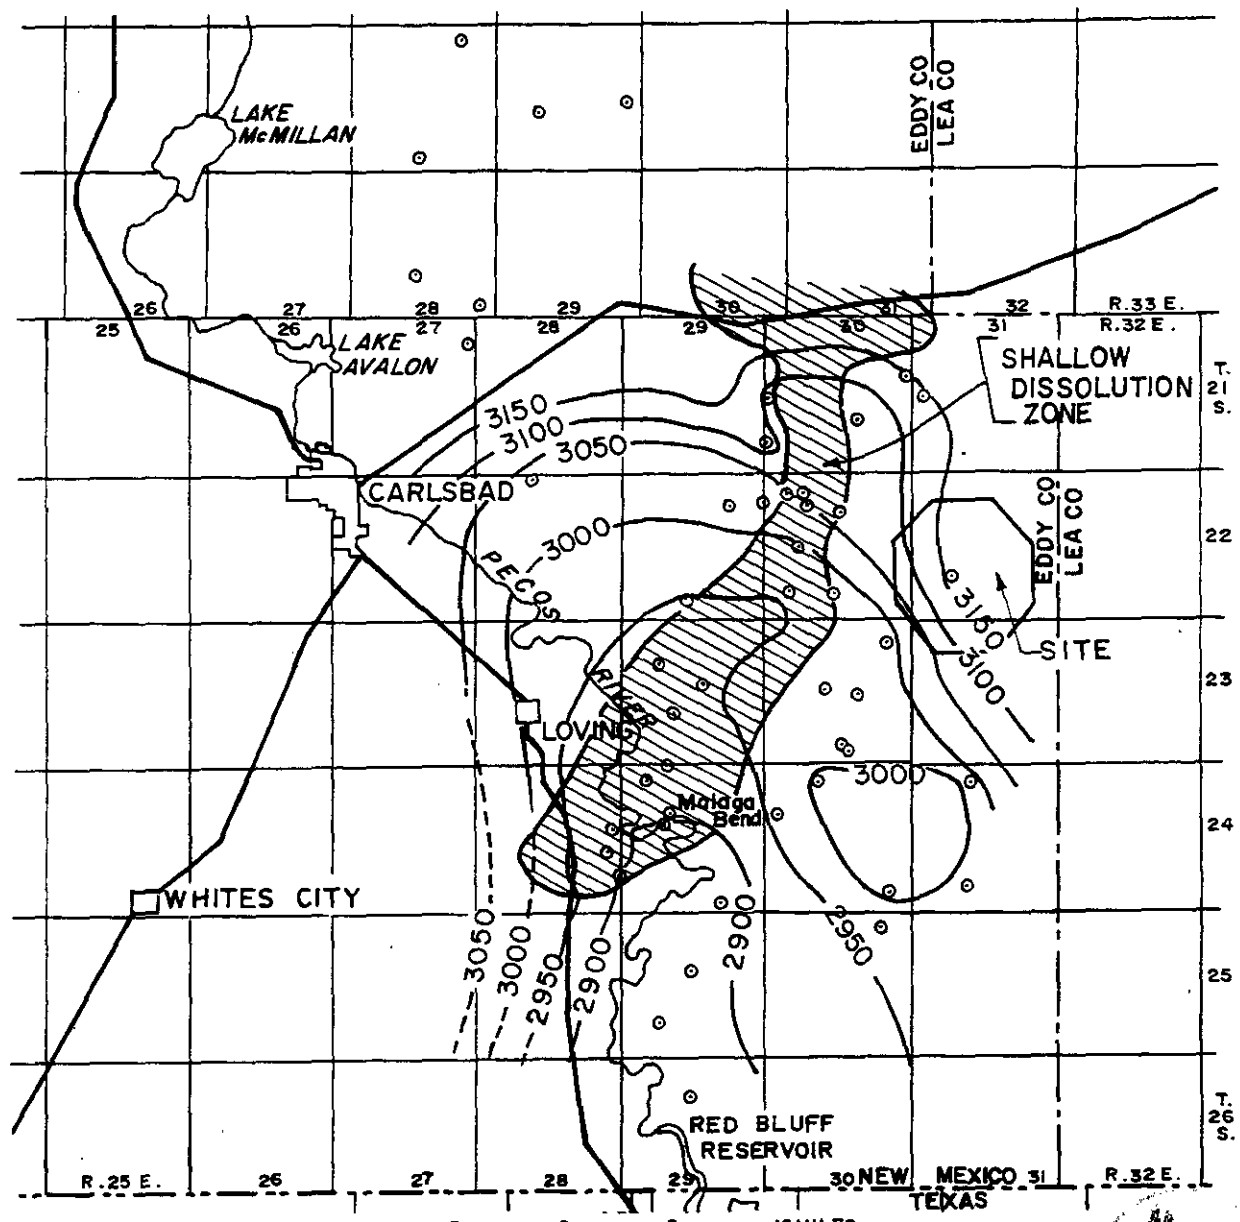 EDDY CO
LEA CO
LAKE
McMILLAN
26 27 28 29 30 31 32 R.33 E.
25 26 27 28 29 30 31 R.32 E.
LAKE
AVALON
SHALLOW
DISSOLUTION
ZONE
T.
21
S.
3150
3100
3050
CARLSBAD
EDDY CO
LEA CO
22
3000
PECOS
3150
SITE
3100
RIVER
23
LOVING
3000
Malaga
Bend
24
WHITES CITY
3050
3000
2950
2900
2900
2950
25
T.
26
S.
RED BLUFF
RESERVOIR
R.25 E. 26 27 28 29 30 NEW MEXICO 31 R.32 E.
TEXAS